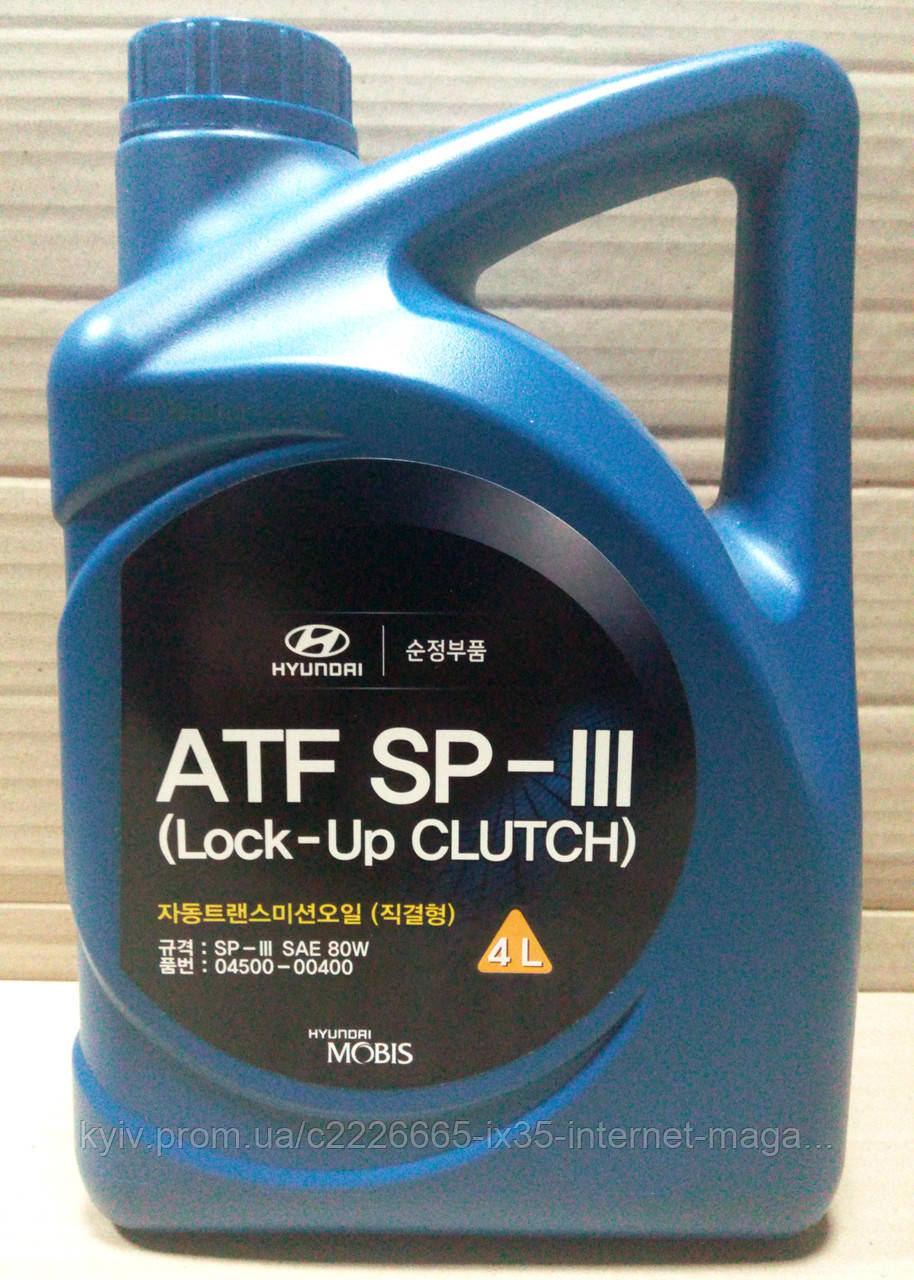 HYUNDAI 순정부품
ATF SP-III
(Lock-Up CLUTCH)
자동트랜스미션오일 (직결형)
규격 : SP-III SAE 80W
품번 : 04500-00400
4 L
HYUNDAI
MOBIS
kyiv.prom.ua/c2226665-ix35-internet-maga...